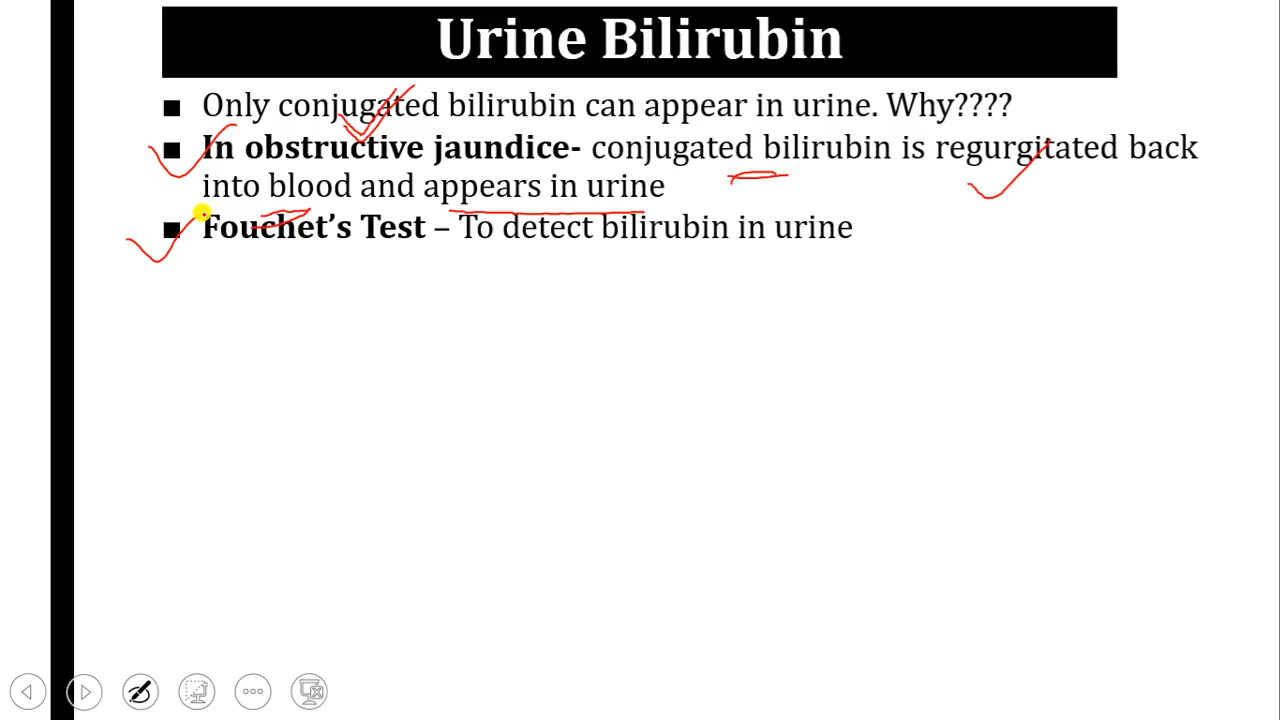 Urine Bilirubin
■ Only conjugated bilirubin can appear in urine. Why????
■ In obstructive jaundice- conjugated bilirubin is regurgitated back
into blood and appears in urine
■ Fouchet’s Test – To detect bilirubin in urine